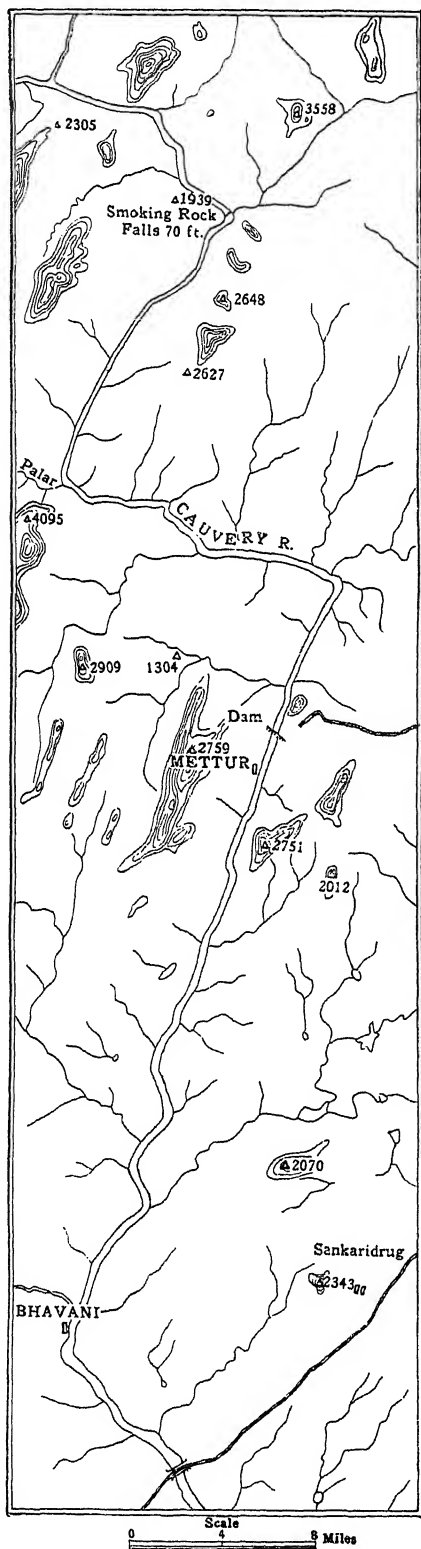 3558
2305
1939
Smoking Rock
Falls 70 ft.
2648
2627
Palar
CAUVERY R.
4095
2909
1304
Dam
2759
METTUR
2751
2012
2070
Sankaridrug
2343
BHAVANI
Scale
0 4 8 Miles